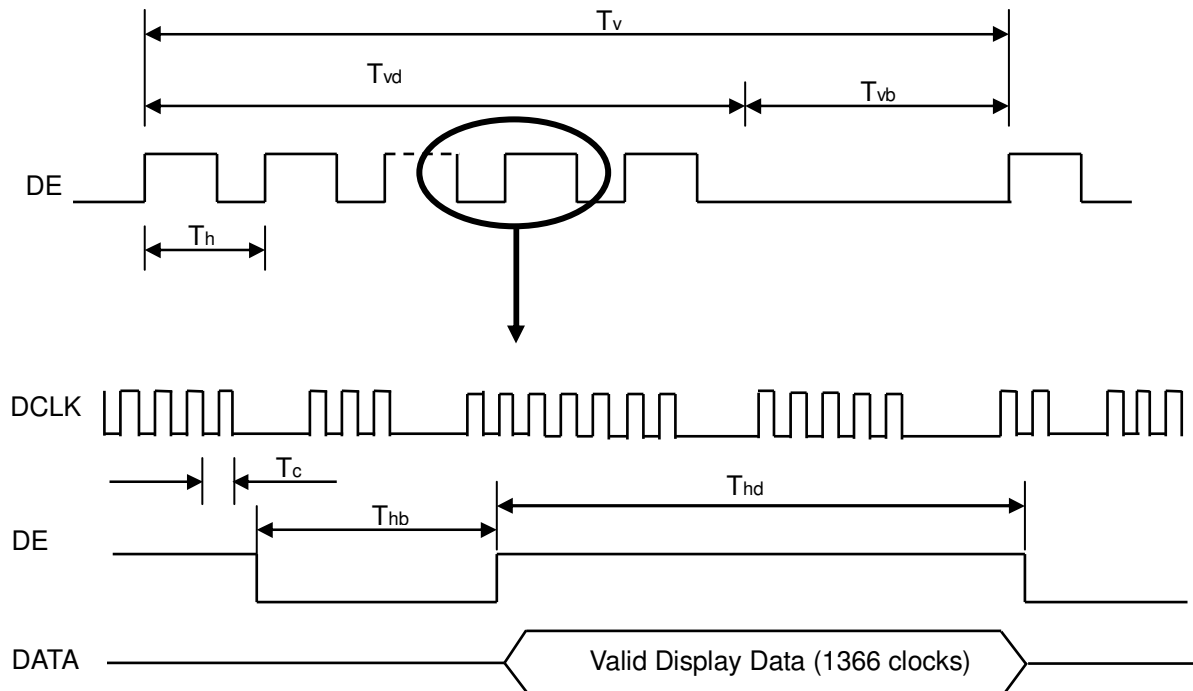 Tv
Tvd
Tvb
DE
Th
DCLK
Tc
Thd
Thb
DE
DATA
Valid Display Data (1366 clocks)